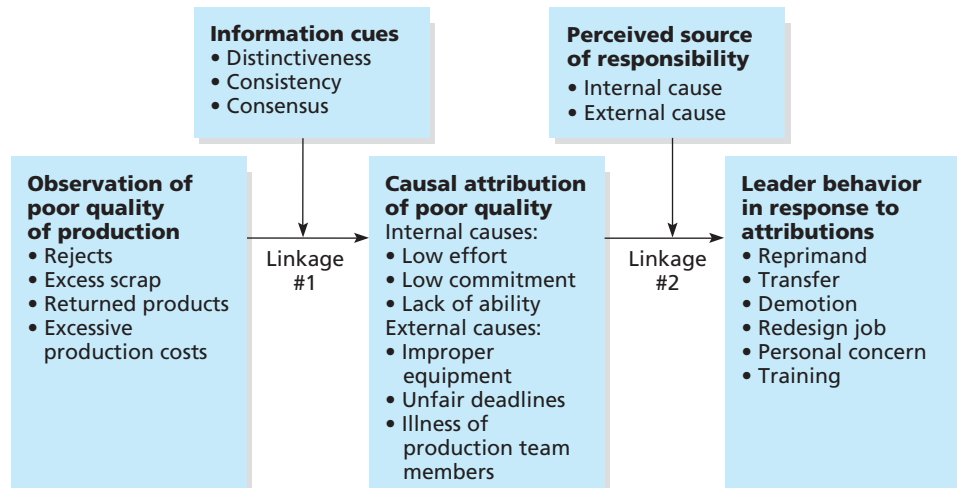 Information cues
• Distinctiveness
• Consistency
• Consensus
Perceived source
of responsibility
• Internal cause
• External cause
Observation of
poor quality
of production
• Rejects
• Excess scrap
• Returned products
• Excessive
production costs
Linkage
#1
Causal attribution
of poor quality
Internal causes:
• Low effort
• Low commitment
• Lack of ability
External causes:
• Improper
equipment
• Unfair deadlines
• Illness of
production team
members
Linkage
#2
Leader behavior
in response to
attributions
• Reprimand
• Transfer
• Demotion
• Redesign job
• Personal concern
• Training